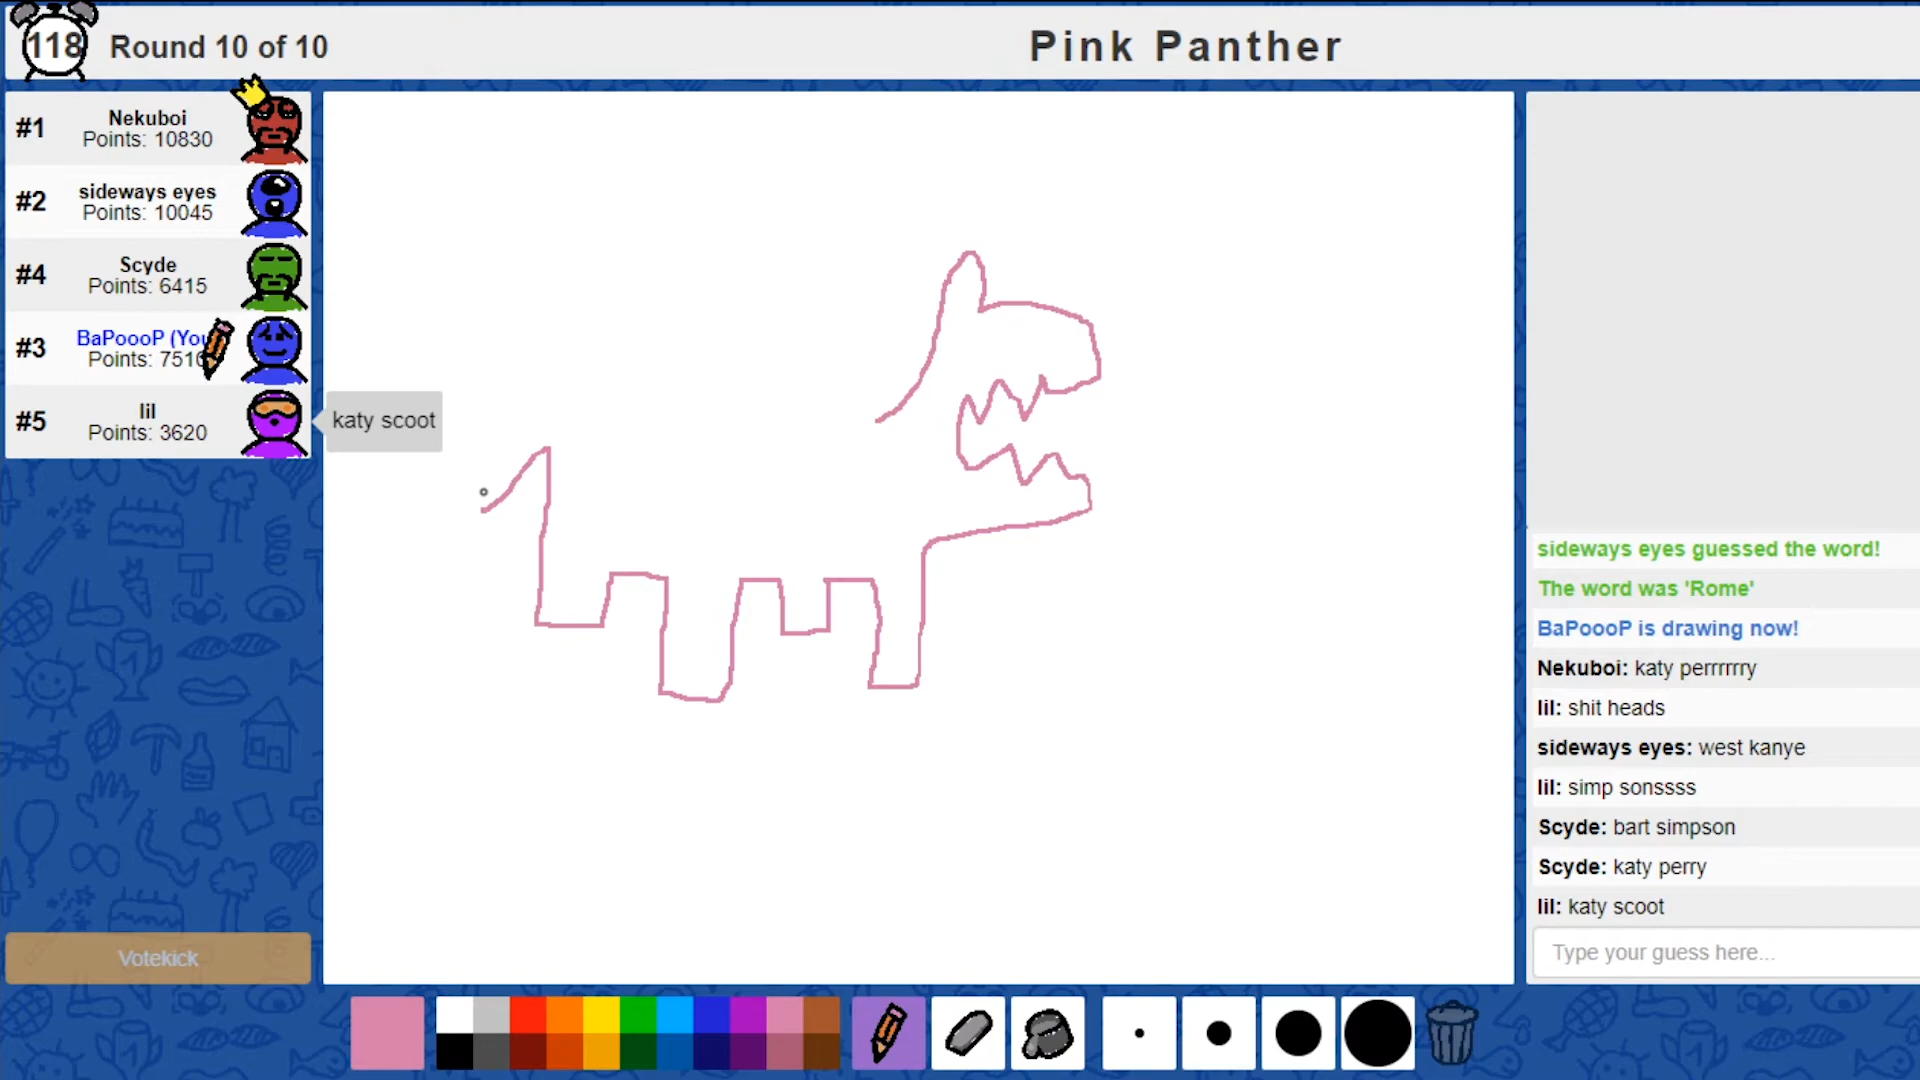 118
Round 10 of 10
Pink Panther
#1
Nekuboi
Points: 10830
#2
sideways eyes
Points: 10045
#4
Scyde
Points: 6415
#3
BaPoooP (You
Points: 7510
#5
lil
Points: 3620
katy scoot
Votekick
sideways eyes guessed the word!
The word was 'Rome'
BaPoooP is drawing now!
Nekuboi: katy perrrrrry
lil: shit heads
sideways eyes: west kanye
lil: simp sonssss
Scyde: bart simpson
Scyde: katy perry
lil: katy scoot
Type your guess here...